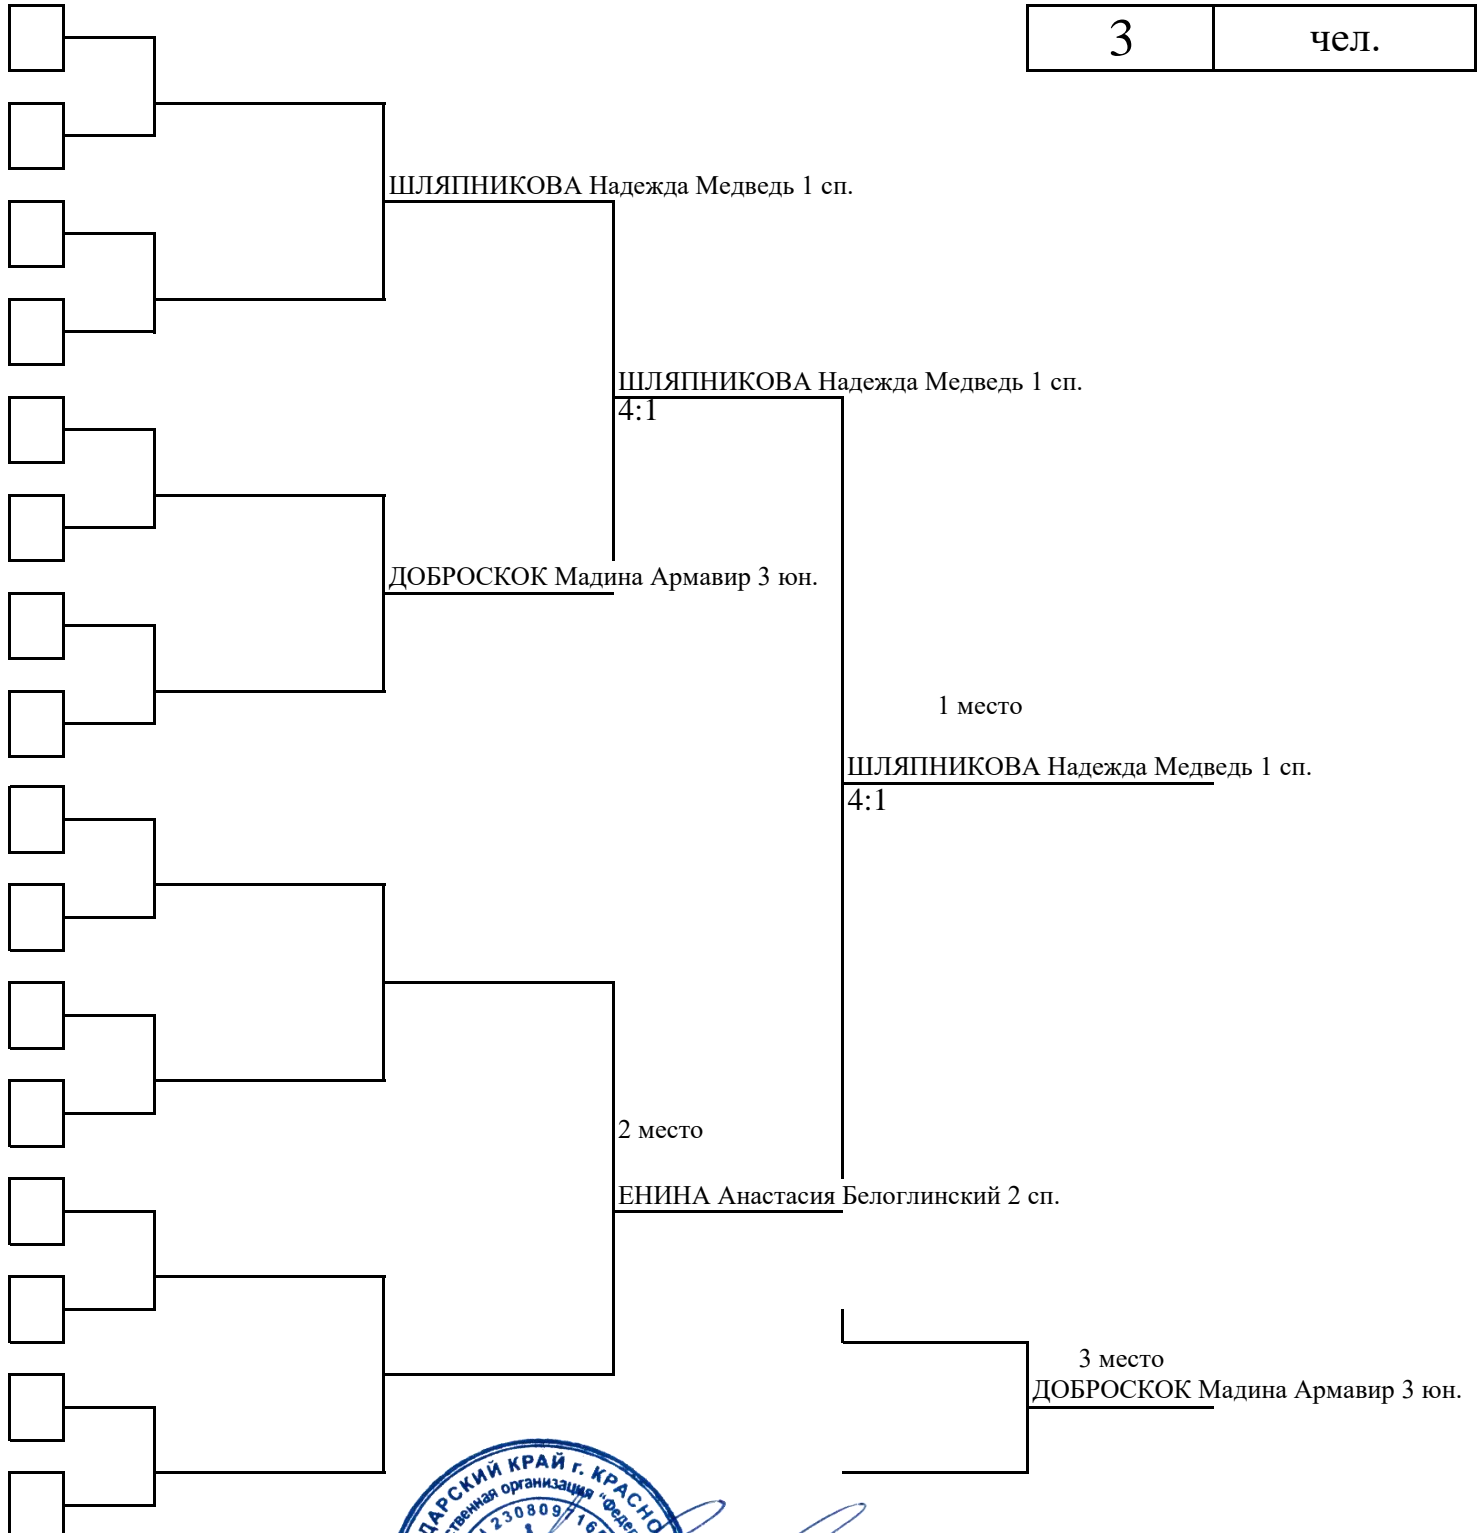 3 чел.
ШЛЯПНИКОВА Надежда Медведь 1 сп.
ШЛЯПНИКОВА Надежда Медведь 1 сп.
4:1
ДОБРОСКОК Мадина Армавир 3 юн.
1 место
ШЛЯПНИКОВА Надежда Медведь 1 сп.
4:1
2 место
ЕНИНА Анастасия Белоглинский 2 сп.
3 место
ДОБРОСКОК Мадина Армавир 3 юн.
КРАЙ г.
организация